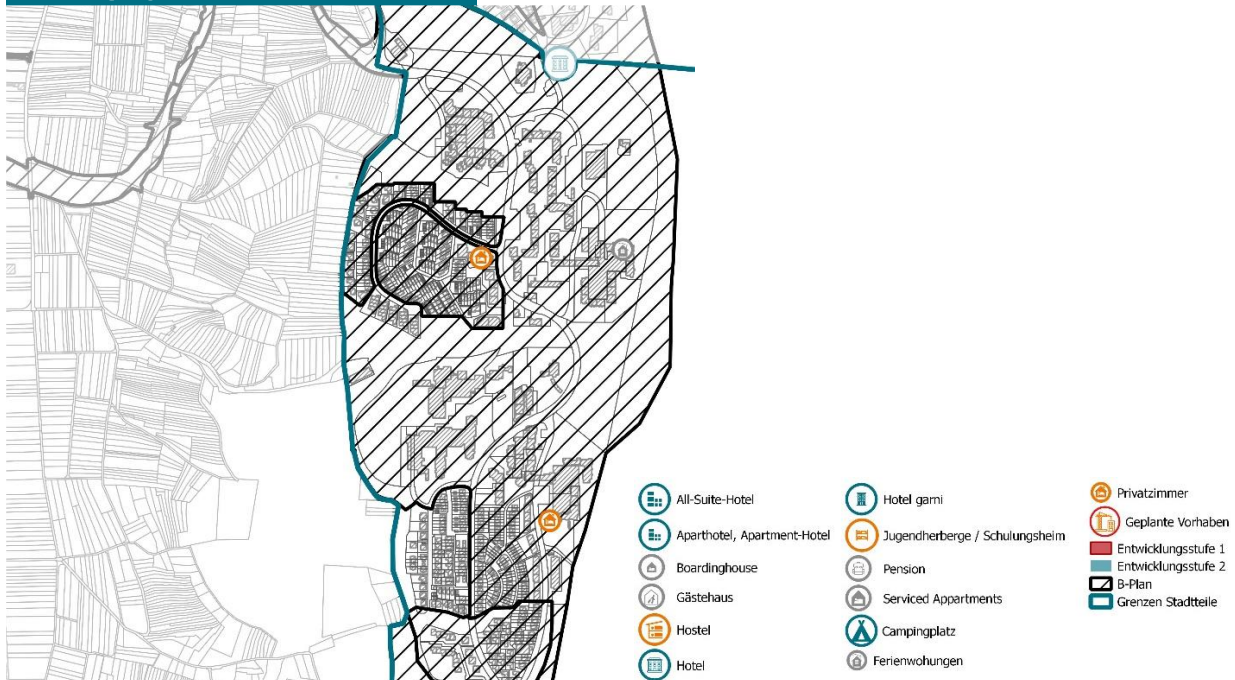 All-Suite-Hotel
Aparthotel, Apartment-Hotel
Boardinghouse
Gästehaus
Hostel
Hotel
Hotel garni
Jugendherberge / Schulungsheim
Pension
Serviced Appartments
Campingplatz
Ferienwohungen
Privatzimmer
Geplante Vorhaben
Entwicklungsstufe 1
Entwicklungsstufe 2
B-Plan
Grenzen Stadtteile